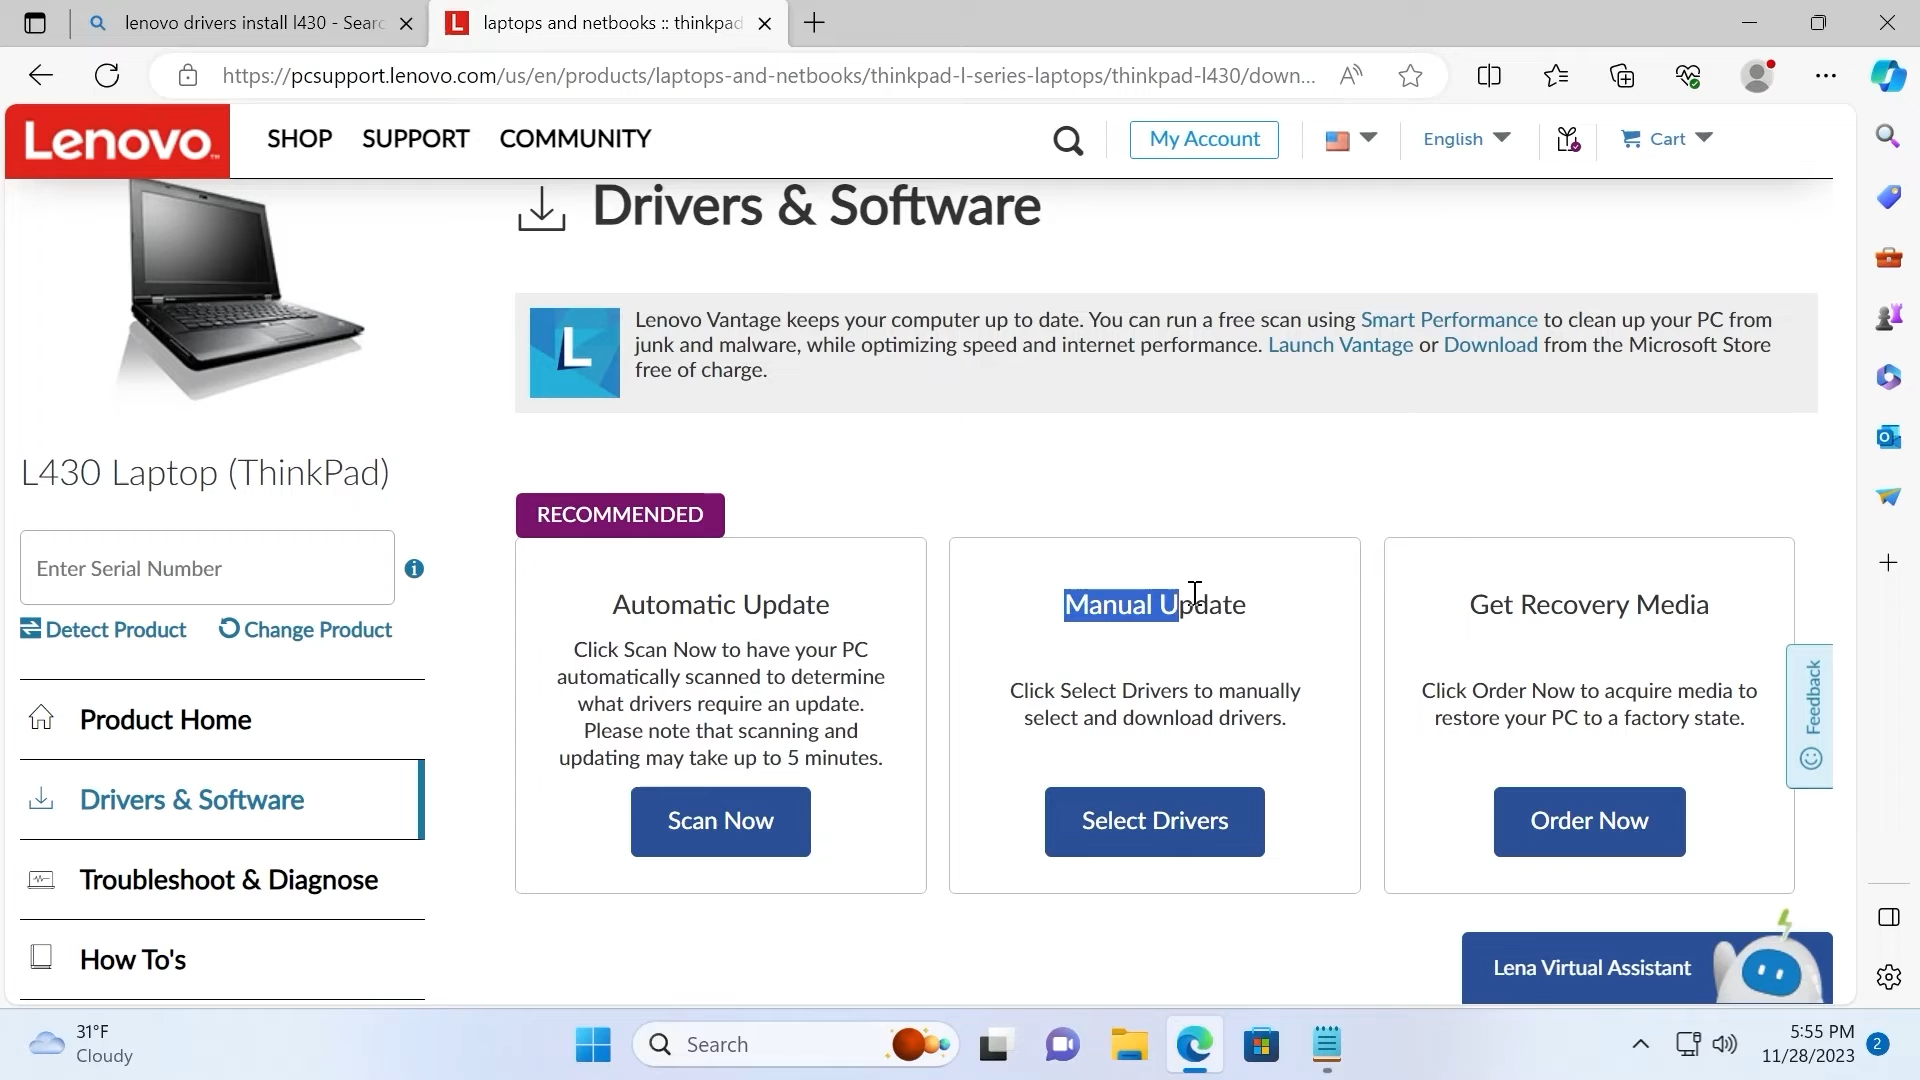 lenovo drivers install l430 - Searc
laptops and netbooks :: thinkpad
https://pcsupport.lenovo.com/us/en/products/laptops-and-netbooks/thinkpad-l-series-laptops/thinkpad-l430/down...
Lenovo
SHOP SUPPORT COMMUNITY
My Account
English
Cart
Drivers & Software
Lenovo Vantage keeps your computer up to date. You can run a free scan using Smart Performance to clean up your PC from
junk and malware, while optimizing speed and internet performance. Launch Vantage or Download from the Microsoft Store
free of charge.
L430 Laptop (ThinkPad)
Enter Serial Number
Detect Product Change Product
Product Home
Drivers & Software
Troubleshoot & Diagnose
How To's
RECOMMENDED
Automatic Update
Click Scan Now to have your PC
automatically scanned to determine
what drivers require an update.
Please note that scanning and
updating may take up to 5 minutes.
Scan Now
Manual Update
Click Select Drivers to manually
select and download drivers.
Select Drivers
Get Recovery Media
Click Order Now to acquire media to
restore your PC to a factory state.
Order Now
Feedback
Lena Virtual Assistant
31°F
Cloudy
Search
5:55 PM
11/28/2023
2